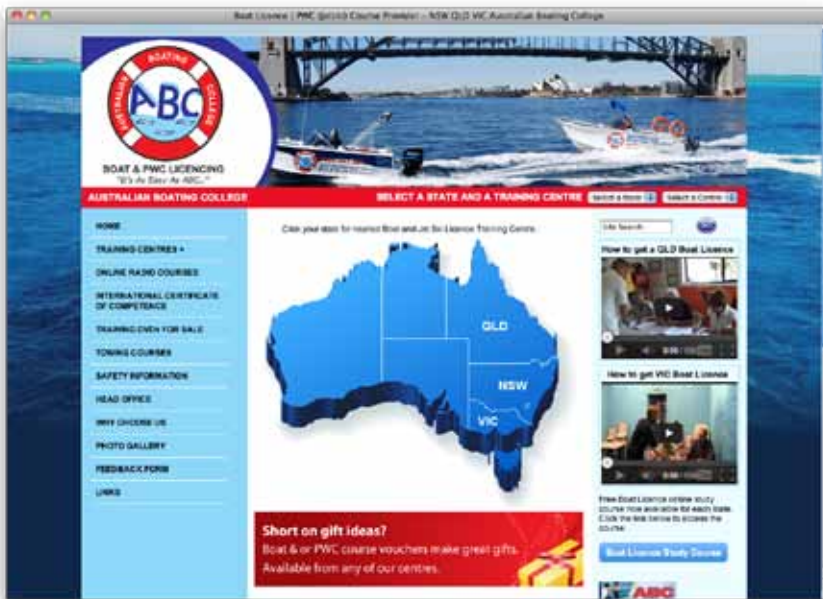 Boat Licence | PWC Course Provider - NSW QLD VIC Australian Boating College
AUSTRALIAN BOATING COLLEGE
ABC
BOAT & PWC LICENCING
"It's As Easy As ABC..."
AUSTRALIAN BOATING COLLEGE
SELECT A STATE AND A TRAINING CENTRE
Select a State
Select a Centre
HOME
TRAINING CENTRES +
ONLINE RADIO COURSES
INTERNATIONAL CERTIFICATE
OF COMPETENCE
TRAINING DVDS FOR SALE
TOWING COURSES
SAFETY INFORMATION
HEAD OFFICE
WHY CHOOSE US
PHOTO GALLERY
FEEDBACK FORM
LINKS
Click your state for nearest Boat and Jet Ski Licence Training Centre.
QLD
NSW
VIC
Short on gift ideas?
Boat & or PWC course vouchers make great gifts.
Available from any of our centres.
Site Search
How to get a QLD Boat Licence
How to get VIC Boat Licence
Free Boat Licence online study
course now available for each state.
Click the link below to access the
course
Boat Licence Study Course
ABC